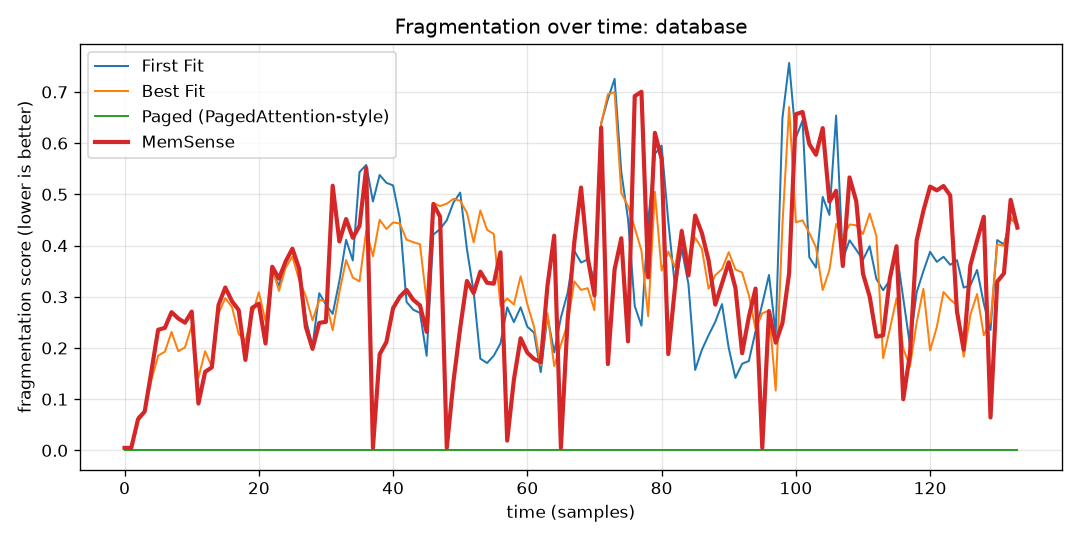 Fragmentation over time: database
First Fit
Best Fit
Paged (PagedAttention-style)
MemSense
fragmentation score (lower is better)
0.7
0.6
0.5
0.4
0.3
0.2
0.1
0.0
0 20 40 60 80 100 120
time (samples)